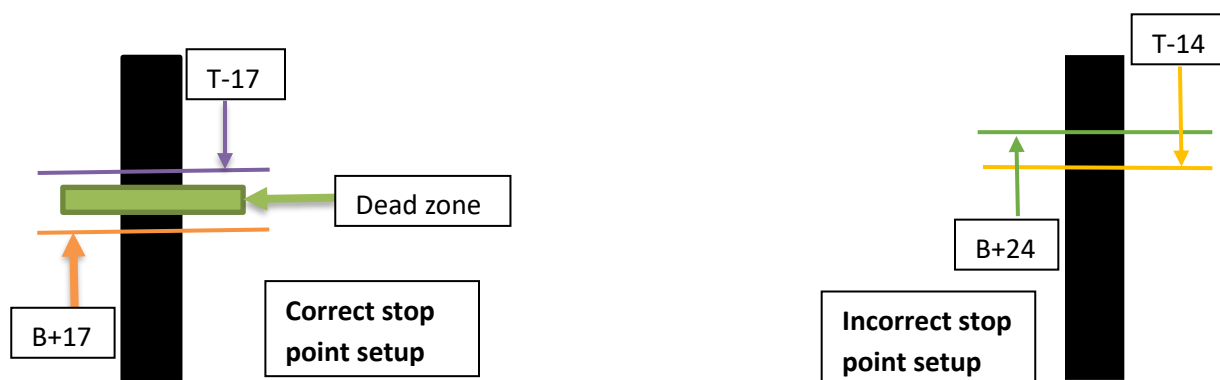 T-17
Dead zone
B+17
Correct stop
point setup
T-14
B+24
Incorrect stop
point setup